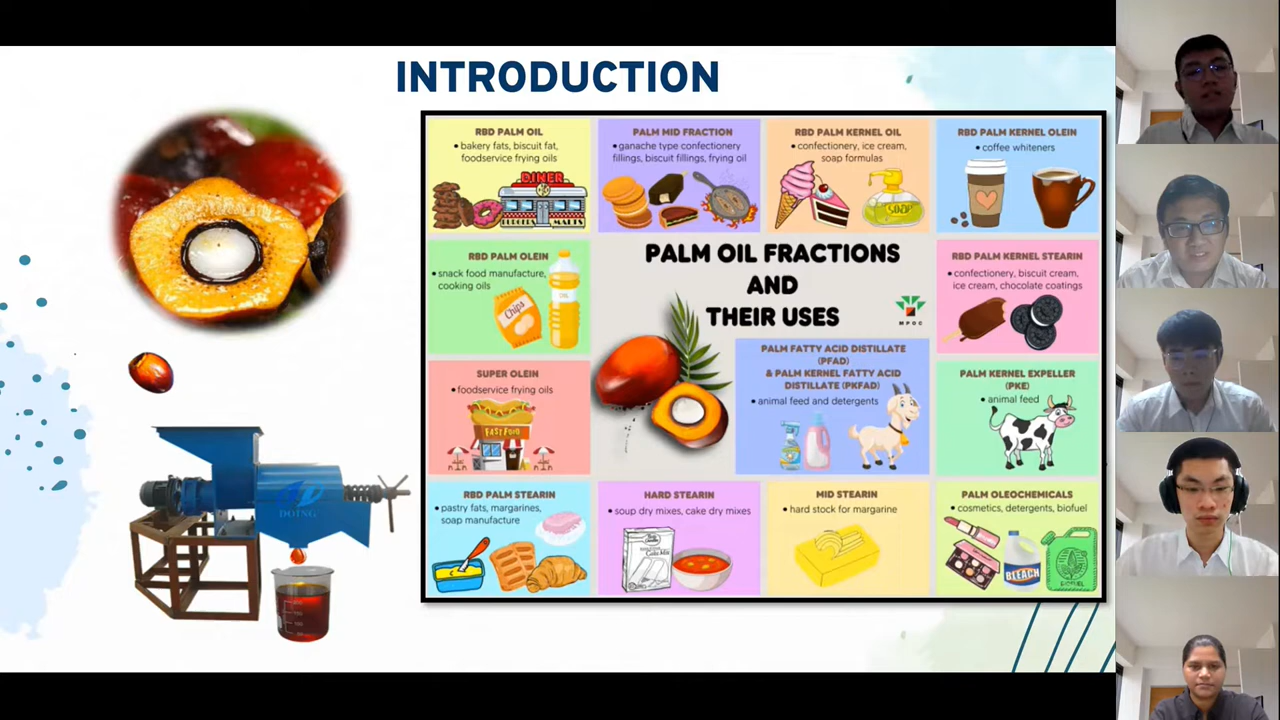 INTRODUCTION
RBD PALM OIL
• bakery fats, biscuit fat,
foodservice frying oils
DINER
PALM MID FRACTION
• ganache type confectionery
fillings, biscuit fillings, frying oil
RBD PALM KERNEL OIL
• confectionery, ice cream,
soap formulas
SOAP
RBD PALM KERNEL OLEIN
• coffee whiteners
RBD PALM OLEIN
• snack food manufacture,
cooking oils
Chips
OIL
PALM OIL FRACTIONS
AND
THEIR USES
MPOC
RBD PALM KERNEL STEARIN
• confectionery, biscuit cream,
ice cream, chocolate coatings
SUPER OLEIN
• foodservice frying oils
FAST FOOD
PALM FATTY ACID DISTILLATE
(PFAD)
& PALM KERNEL FATTY ACID
DISTILLATE (PKFAD)
• animal feed and detergents
PALM KERNEL EXPELLER
(PKE)
• animal feed
RBD PALM STEARIN
• pastry fats, margarines,
soap manufacture
HARD STEARIN
• soup dry mixes, cake dry mixes
Cake Mix
MID STEARIN
• hard stock for margarine
PALM OLEOCHEMICALS
• cosmetics, detergents, biofuel
BLEACH
BIOFUEL
DOING